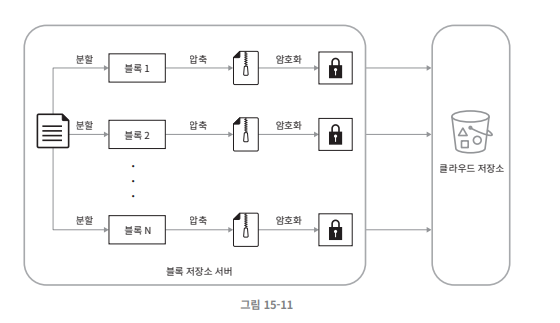 분할
블록 1
압축
암호화
분할
블록 2
압축
암호화
클라우드 저장소
분할
블록 N
압축
암호화
블록 저장소 서버
그림 15-11